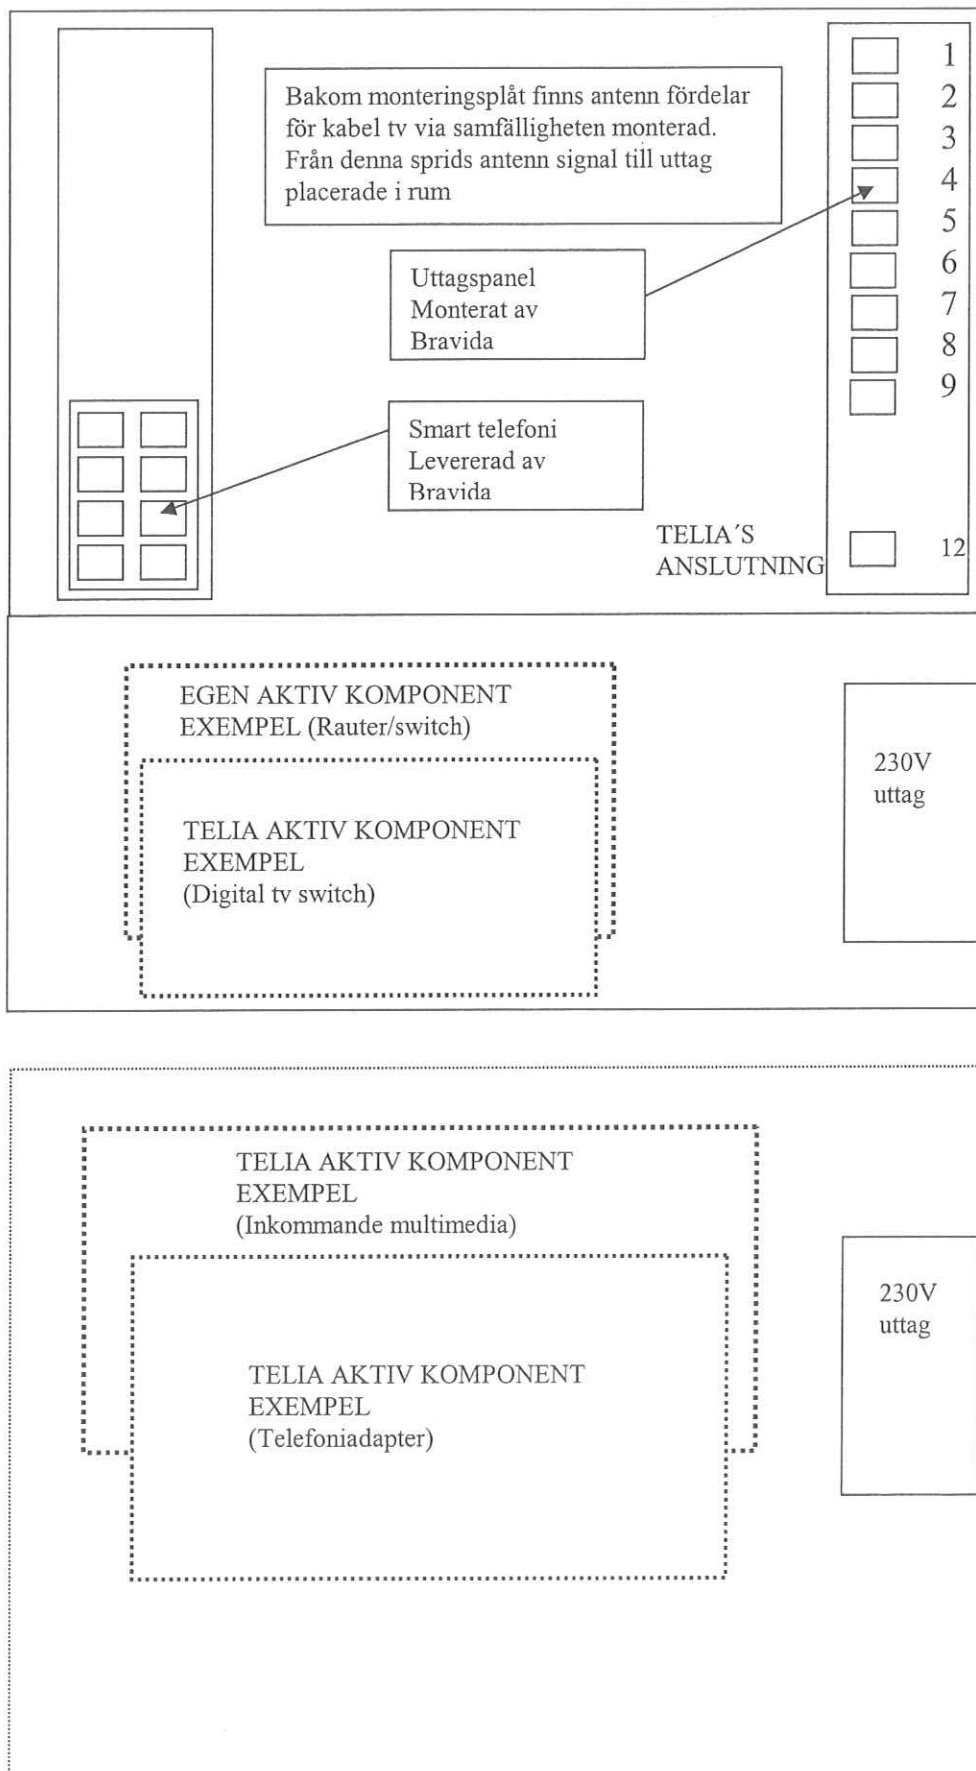 Bakom monteringsplåt finns antenn fördelar
för kabel tv via samfälligheten monterad.
Från denna sprids antenn signal till uttag
placerade i rum
1
2
3
4
5
6
7
8
9
12
Uttagspanel
Monterat av
Bravida
Smart telefoni
Levererad av
Bravida
TELIA´S
ANSLUTNING
EGEN AKTIV KOMPONENT
EXEMPEL (Rauter/switch)
TELIA AKTIV KOMPONENT
EXEMPEL
(Digital tv switch)
230V
uttag
TELIA AKTIV KOMPONENT
EXEMPEL
(Inkommande multimedia)
TELIA AKTIV KOMPONENT
EXEMPEL
(Telefoniadapter)
230V
uttag